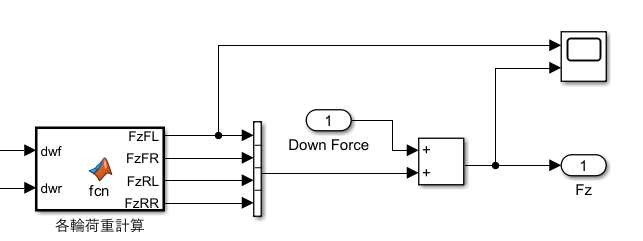 1
Down Force
+
+
1
Fz
dwf
dwr
fcn
FzFL
FzFR
FzRL
FzRR
各輪荷重計算